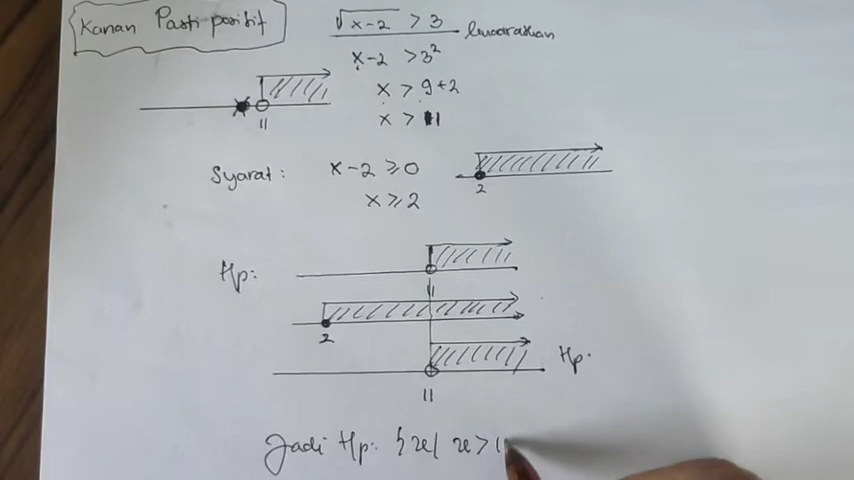 Kanan Pasti positif
√x-2 > 3
kuadratkan
x-2 > 3²
x > 9+2
x > 11
11
Syarat: x-2 ≥ 0
x ≥ 2
2
Hp:
11
2
Hp.
11
Jadi Hp: {x| x > 1